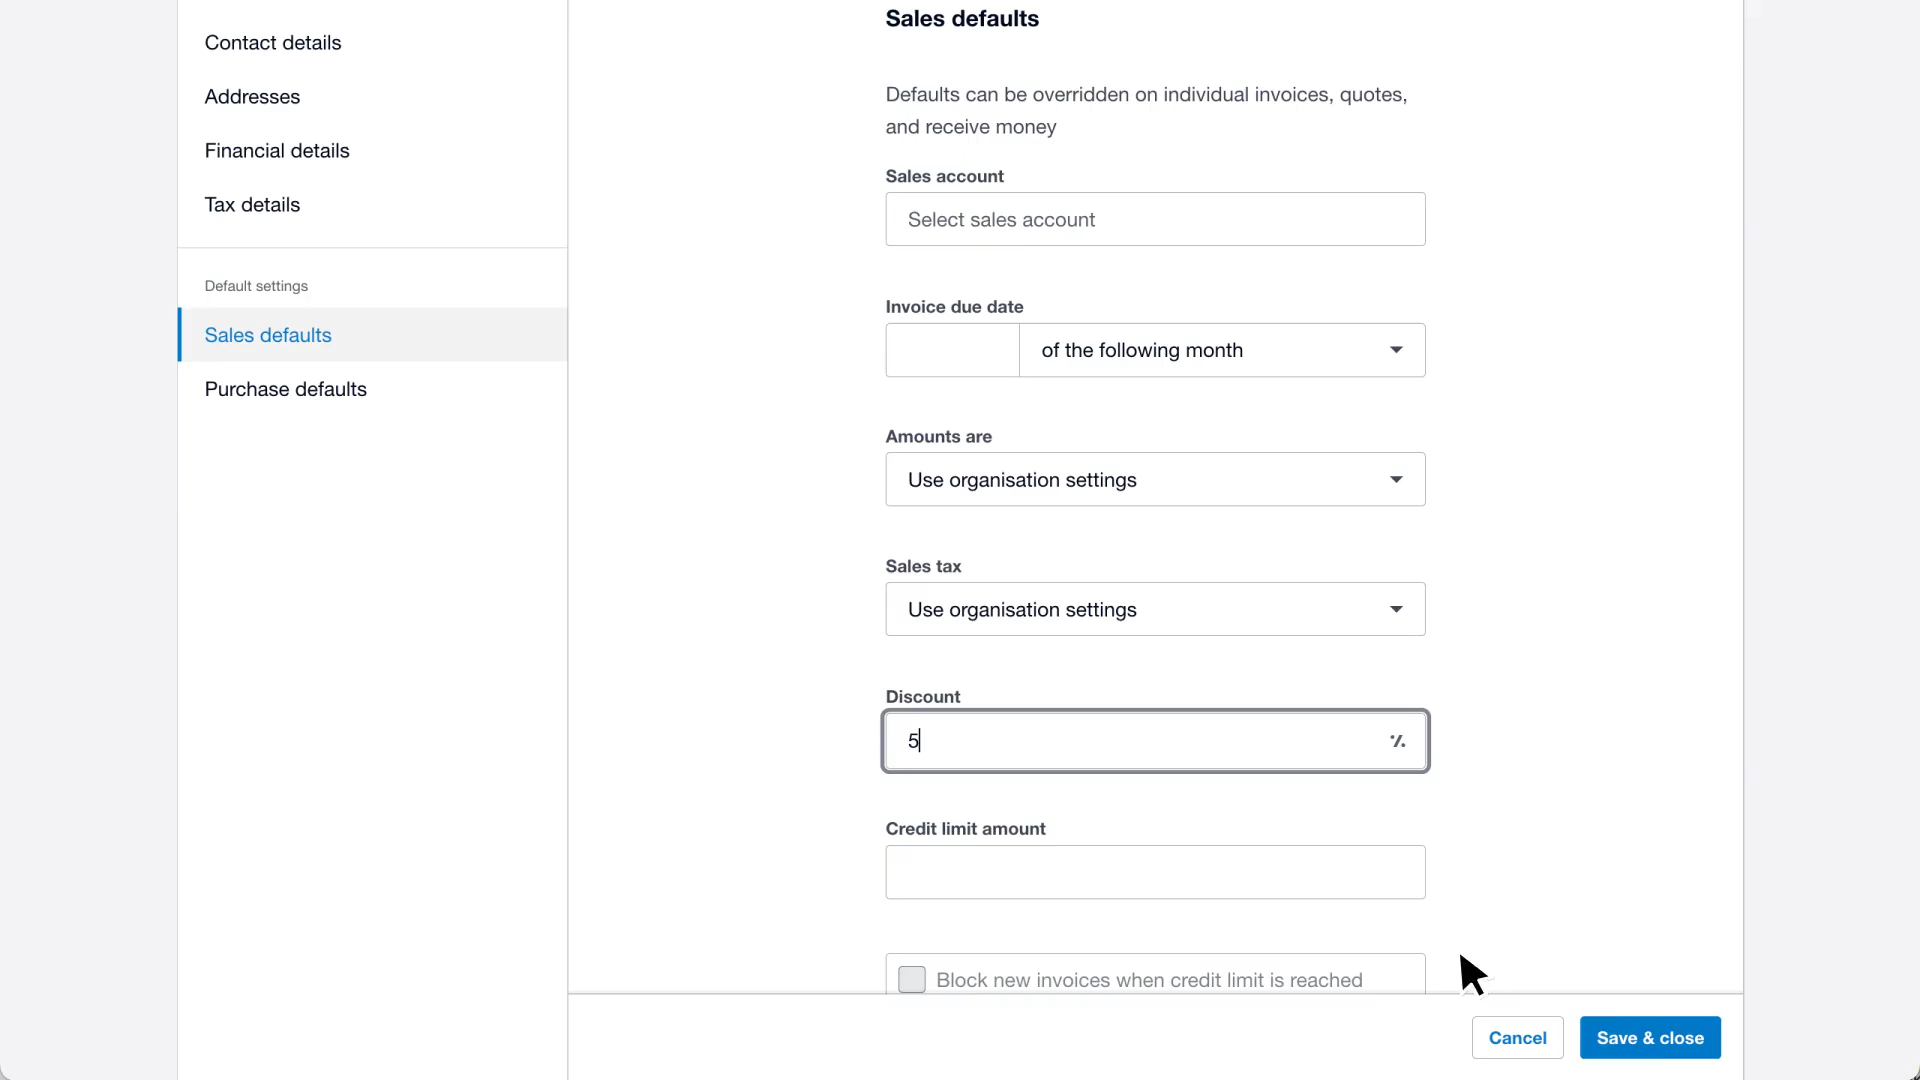 Contact details
Addresses
Financial details
Tax details
Default settings
Sales defaults
Purchase defaults
Sales defaults
Defaults can be overridden on individual invoices, quotes,
and receive money
Sales account
Select sales account
Invoice due date
of the following month
Amounts are
Use organisation settings
Sales tax
Use organisation settings
Discount
5 %
Credit limit amount
Block new invoices when credit limit is reached
Cancel
Save & close